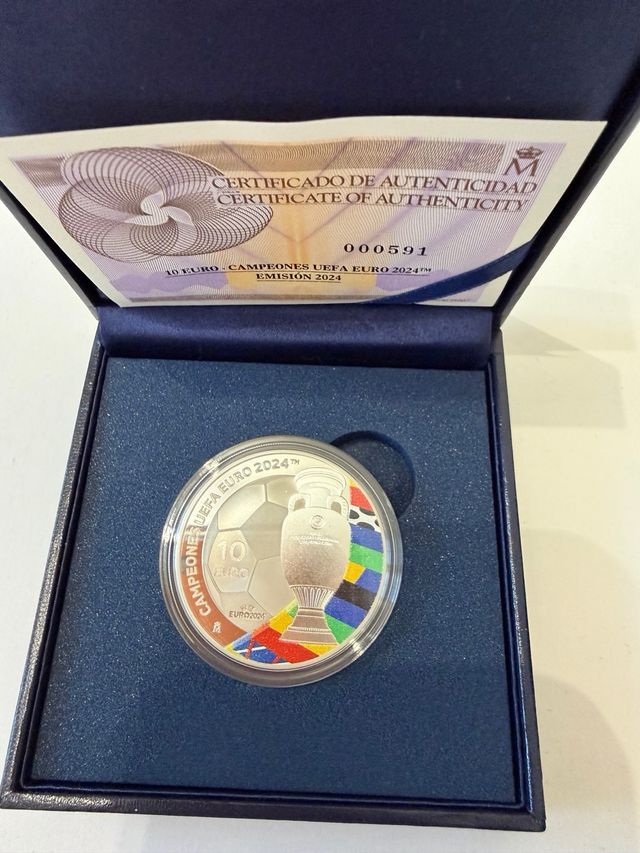 M
CERTIFICADO DE AUTENTICIDAD
CERTIFICATE OF AUTHENTICITY
000591
10 EURO - CAMPEONES UEFA EURO 2024™
EMISIÓN 2024
CAMPEONES UEFA EURO 2024™
10
EURO
EURO2024